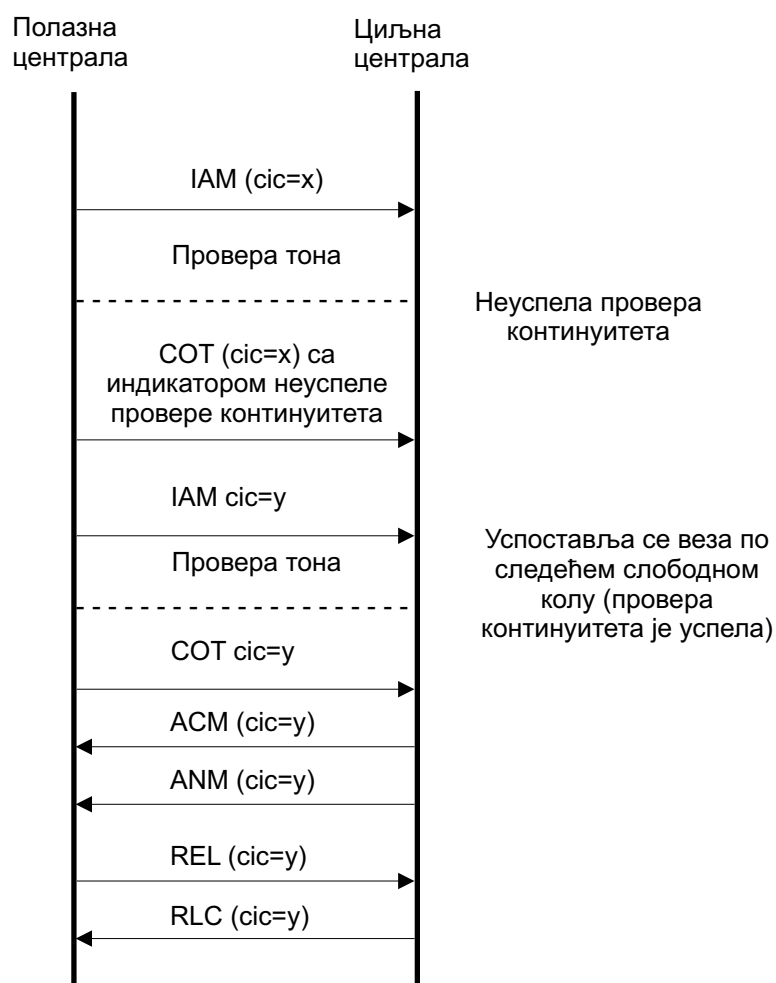 Полазна
централа
Циљна
централа
IAM (cic=x)
Провера тона
Неуспела провера
континуитета
COT (cic=x) са
индикатором неуспеле
провере континуитета
IAM cic=y
Провера тона
Успоставља се веза по
следећем слободном
колу (провера
континуитета је успела)
COT cic=y
ACM (cic=y)
ANM (cic=y)
REL (cic=y)
RLC (cic=y)